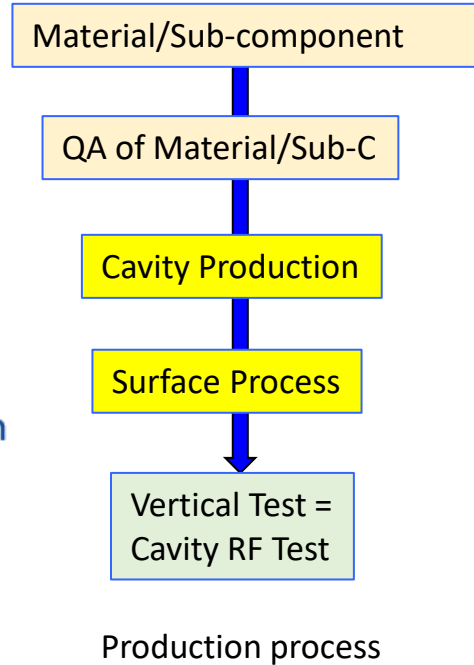 Material/Sub-component
QA of Material/Sub-C
Cavity Production
Surface Process
Vertical Test =
Cavity RF Test
Production process